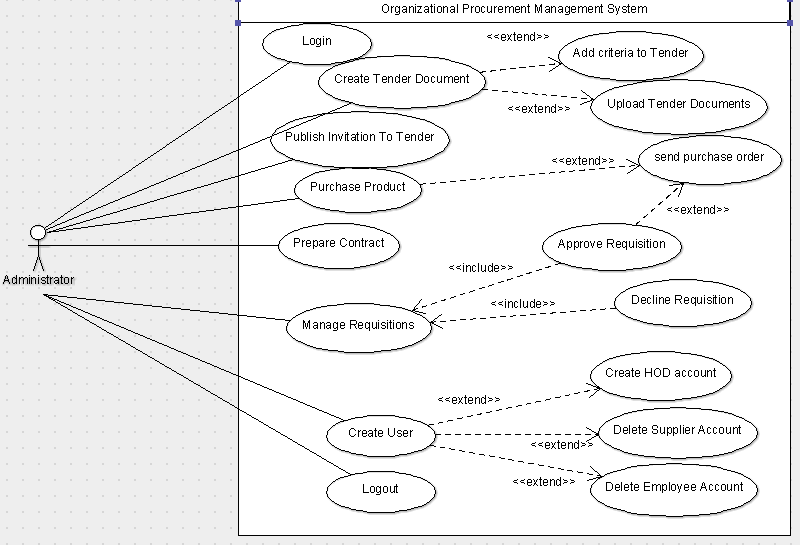 Organizational Procurement Management System
Login
<<extend>>
Add criteria to Tender
Create Tender Document
<<extend>>
Upload Tender Documents
Publish Invitation To Tender
<<extend>>
send purchase order
Purchase Product
<<extend>>
Prepare Contract
Approve Requisition
Administrator
<<include>>
Decline Requisition
<<include>>
Manage Requisitions
Create HOD account
<<extend>>
Create User
Delete Supplier Account
<<extend>>
<<extend>>
Delete Employee Account
Logout